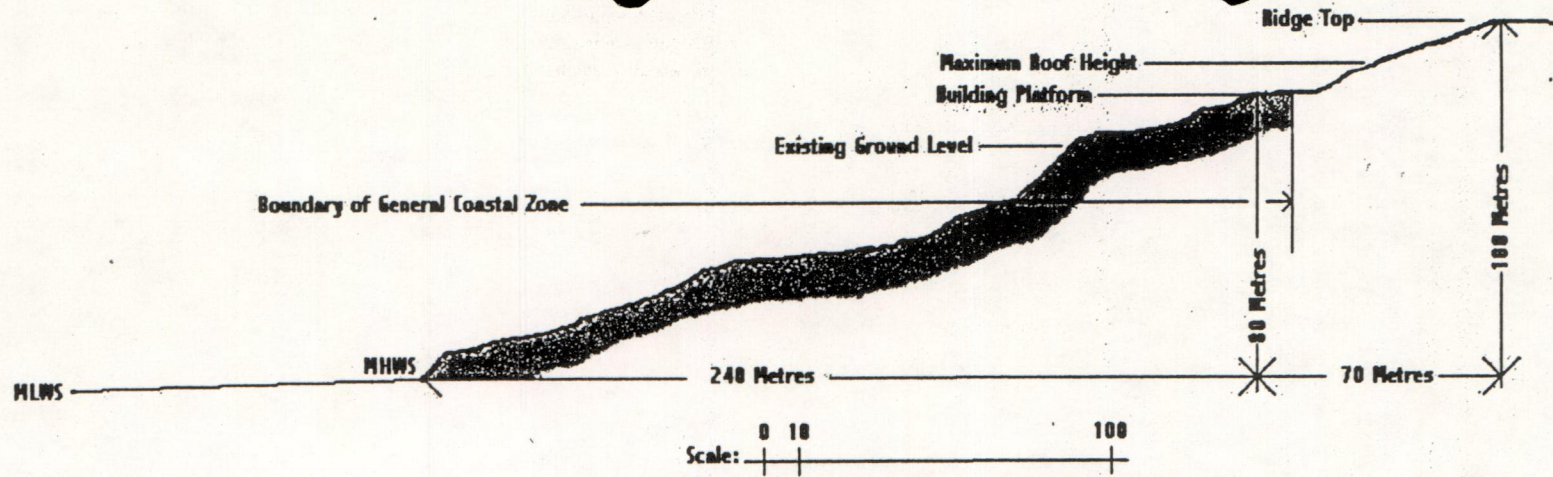 Ridge Top
Maximum Roof Height
Building Platform
Existing Ground Level
Boundary of General Coastal Zone
100 Metres
80 Metres
MHWS
MLWS
240 Metres
70 Metres
0 10 100
Scale: